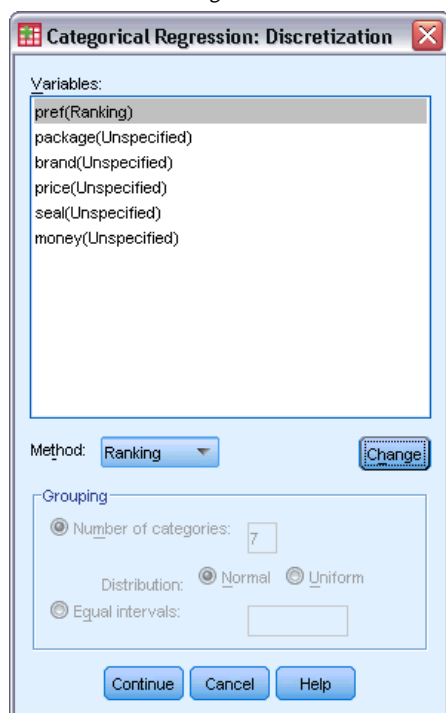 Categorical Regression: Discretization
Variables:
pref(Ranking)
package(Unspecified)
brand(Unspecified)
price(Unspecified)
seal(Unspecified)
money(Unspecified)
Method: Ranking Change
Grouping
Number of categories: 7
Distribution: Normal Uniform
Equal intervals:
Continue Cancel Help